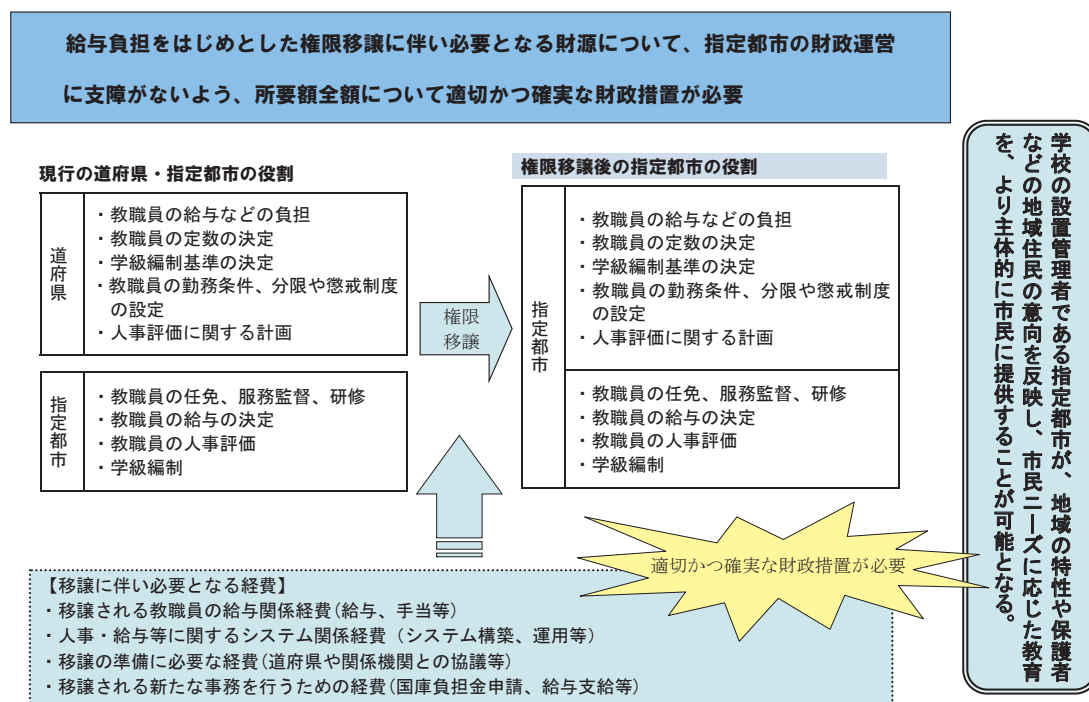 給与負担をはじめとした権限移譲に伴い必要となる財源について、指定都市の財政運営
に支障がないよう、所要額全額について適切かつ確実な財政措置が必要
現行の道府県・指定都市の役割
道府県
・教職員の給与などの負担
・教職員の定数の決定
・学級編制基準の決定
・教職員の勤務条件、分限や懲戒制度
の設定
・人事評価に関する計画
指定都市
・教職員の任免、服務監督、研修
・教職員の給与の決定
・教職員の人事評価
・学級編制
権限
移譲
権限移譲後の指定都市の役割
指定都市
・教職員の給与などの負担
・教職員の定数の決定
・学級編制基準の決定
・教職員の勤務条件、分限や懲戒制度
の設定
・人事評価に関する計画
・教職員の任免、服務監督、研修
・教職員の給与の決定
・教職員の人事評価
・学級編制
学校の設置管理者である指定都市が、地域の特性や保護者
などの地域住民の意向を反映し、市民ニーズに応じた教育
を、より主体的に市民に提供することが可能となる。
適切かつ確実な財政措置が必要
【移譲に伴い必要となる経費】
・移譲される教職員の給与関係経費(給与、手当等)
・人事・給与等に関するシステム関係経費（システム構築、運用等）
・移譲の準備に必要な経費(道府県や関係機関との協議等)
・移譲される新たな事務を行うための経費(国庫負担金申請、給与支給等)